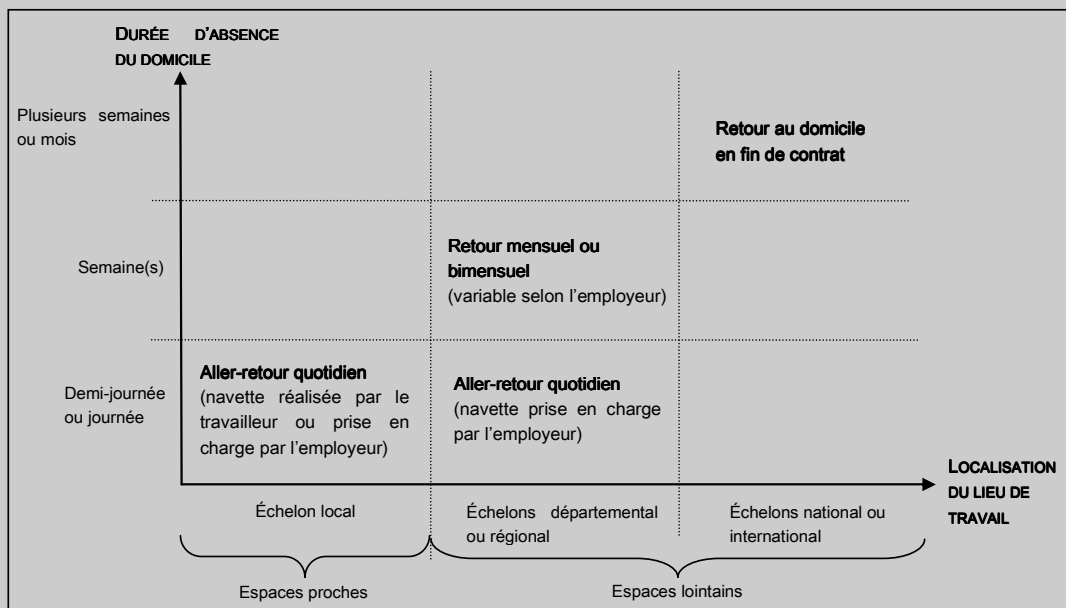 DURÉE D'ABSENCE
DU DOMICILE
Plusieurs semaines
ou mois
Retour au domicile
en fin de contrat
Semaine(s)
Retour mensuel ou
bimensuel
(variable selon l'employeur)
Demi-journée
ou journée
Aller-retour quotidien
(navette réalisée par le
travailleur ou prise en
charge par l'employeur)
Aller-retour quotidien
(navette prise en charge
par l'employeur)
LOCALISATION
DU LIEU DE
TRAVAIL
Échelon local
Échelons départemental
ou régional
Échelons national ou
international
Espaces proches
Espaces lointains